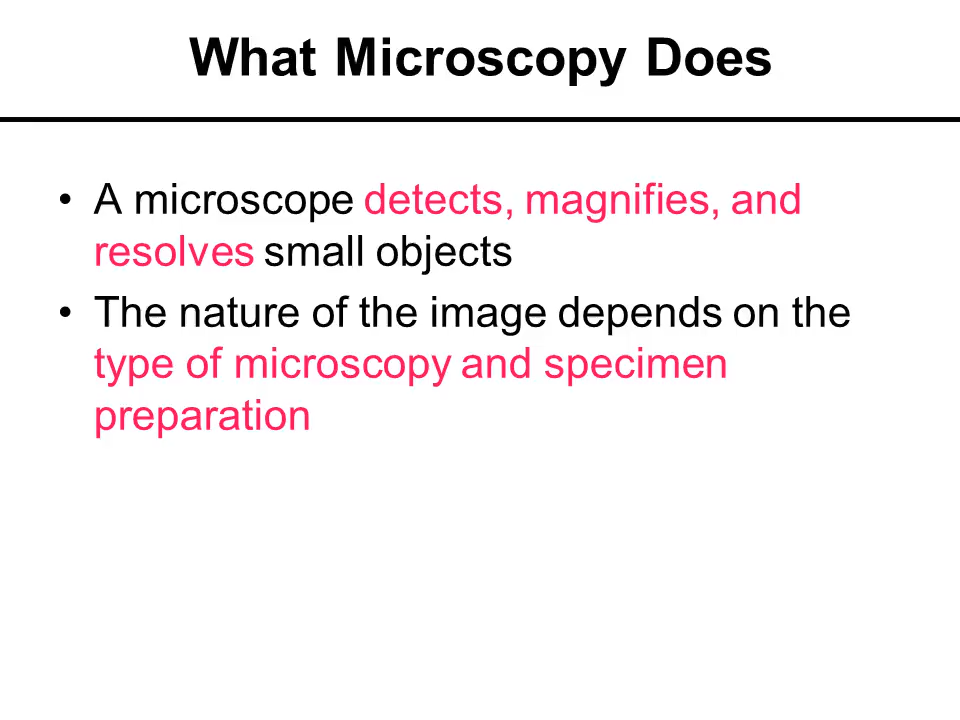 What Microscopy Does
• A microscope detects, magnifies, and
resolves small objects
• The nature of the image depends on the
type of microscopy and specimen
preparation